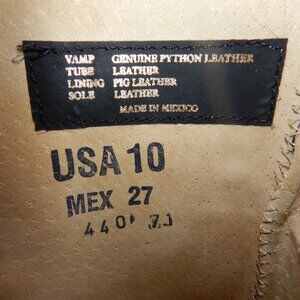 VAMP GENUINE PYTHON LEATHER
TUBE LEATHER
LINING PIG LEATHER
SOLE LEATHER
MADE IN MEXICO
USA 10
MEX 27